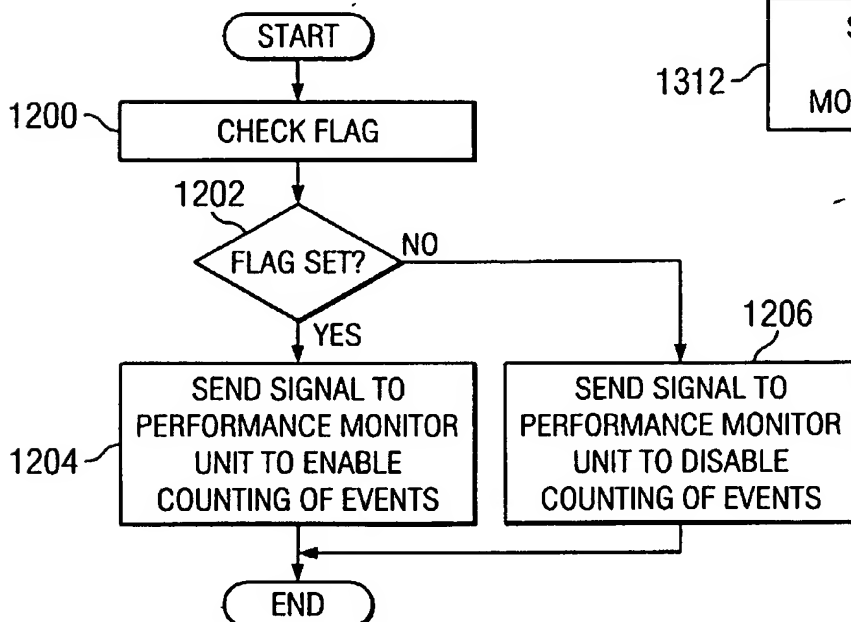 START
1312
S
MO
1200
CHECK FLAG
1202
FLAG SET?
NO
YES
1206
SEND SIGNAL TO
PERFORMANCE MONITOR
UNIT TO ENABLE
COUNTING OF EVENTS
1204
SEND SIGNAL TO
PERFORMANCE MONITOR
UNIT TO DISABLE
COUNTING OF EVENTS
END